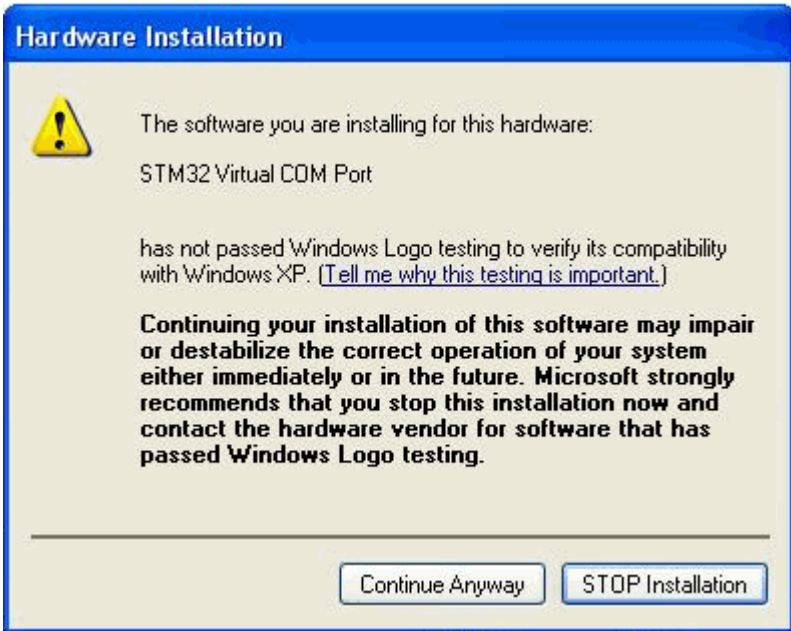 Hardware Installation
The software you are installing for this hardware:
STM32 Virtual COM Port
has not passed Windows Logo testing to verify its compatibility
with Windows XP. (Tell me why this testing is important.)
Continuing your installation of this software may impair
or destabilize the correct operation of your system
either immediately or in the future. Microsoft strongly
recommends that you stop this installation now and
contact the hardware vendor for software that has
passed Windows Logo testing.
Continue Anyway
STOP Installation